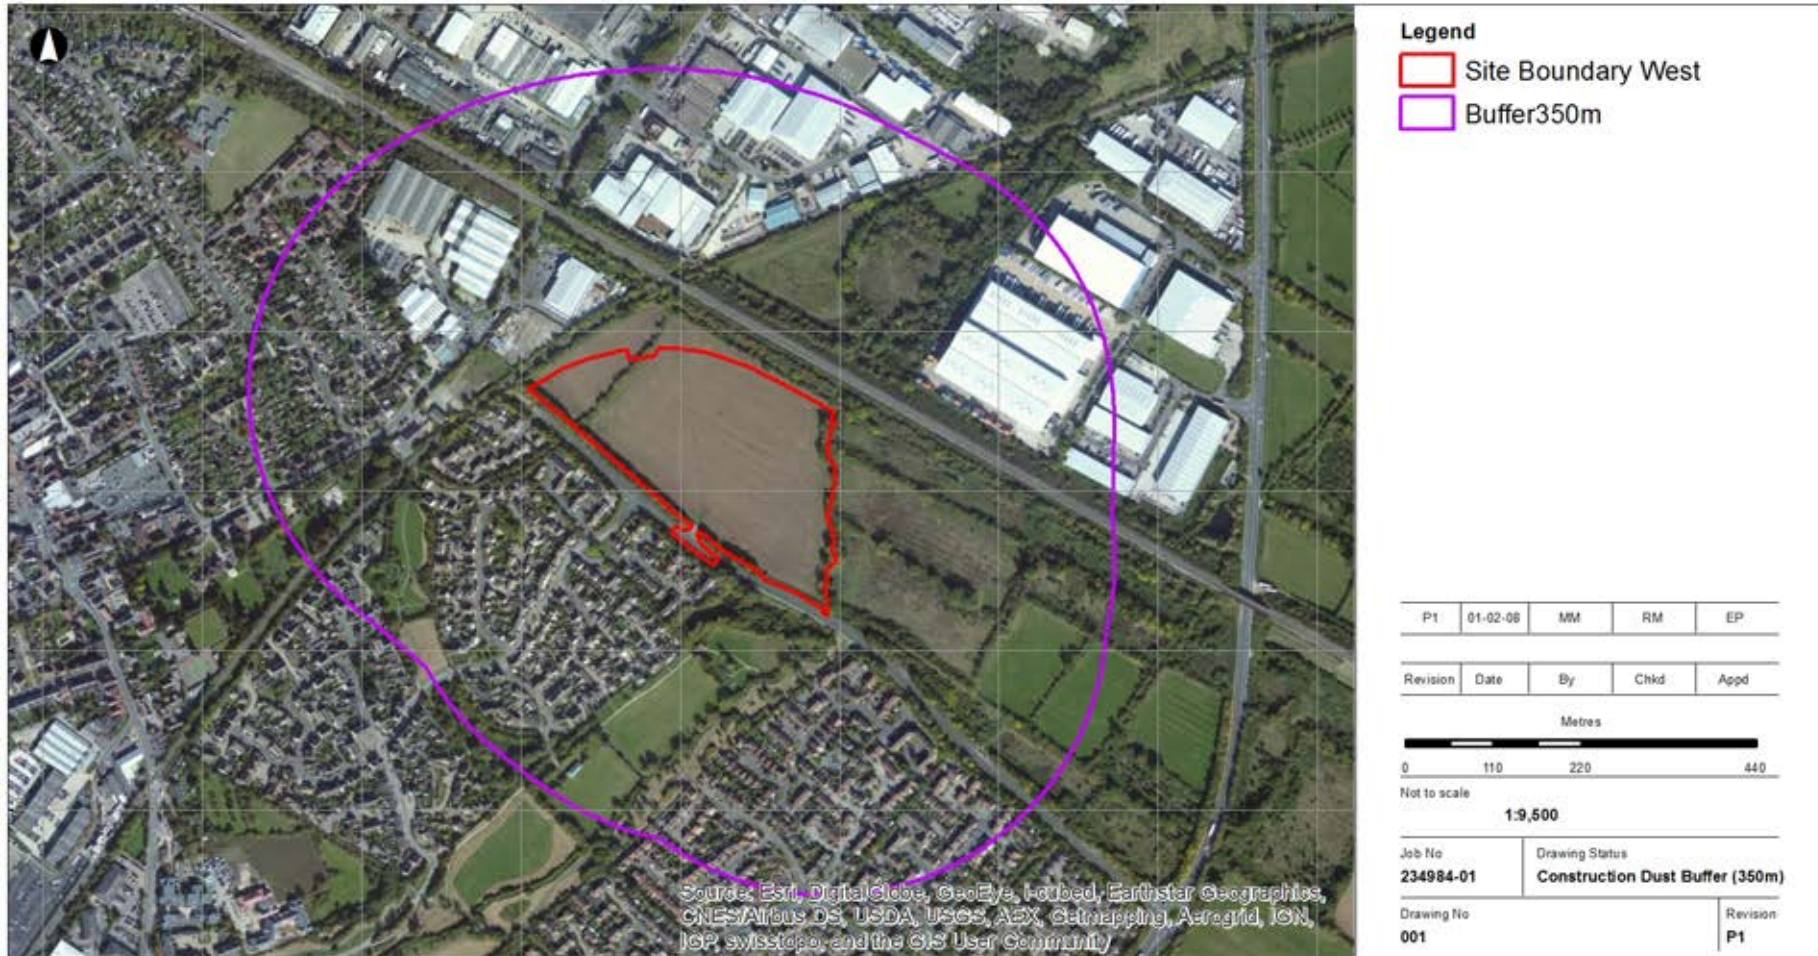 Legend
Site Boundary West
Buffer350m
P1 01-02-08 MM RM EP
Revision Date By Chkd Appd
Metres
0 110 220 440
Not to scale
1:9,500
Job No Drawing Status
234984-01 Construction Dust Buffer (350m)
Drawing No Revision
001 P1
Source: Esri, DigitalGlobe, GeoEye, i-cubed, Earthstar Geographics,
CNES/Airbus DS, USDA, USGS, AEX, Getmapping, Aerogrid, IGN,
IGP, swisstopo, and the GIS User Community